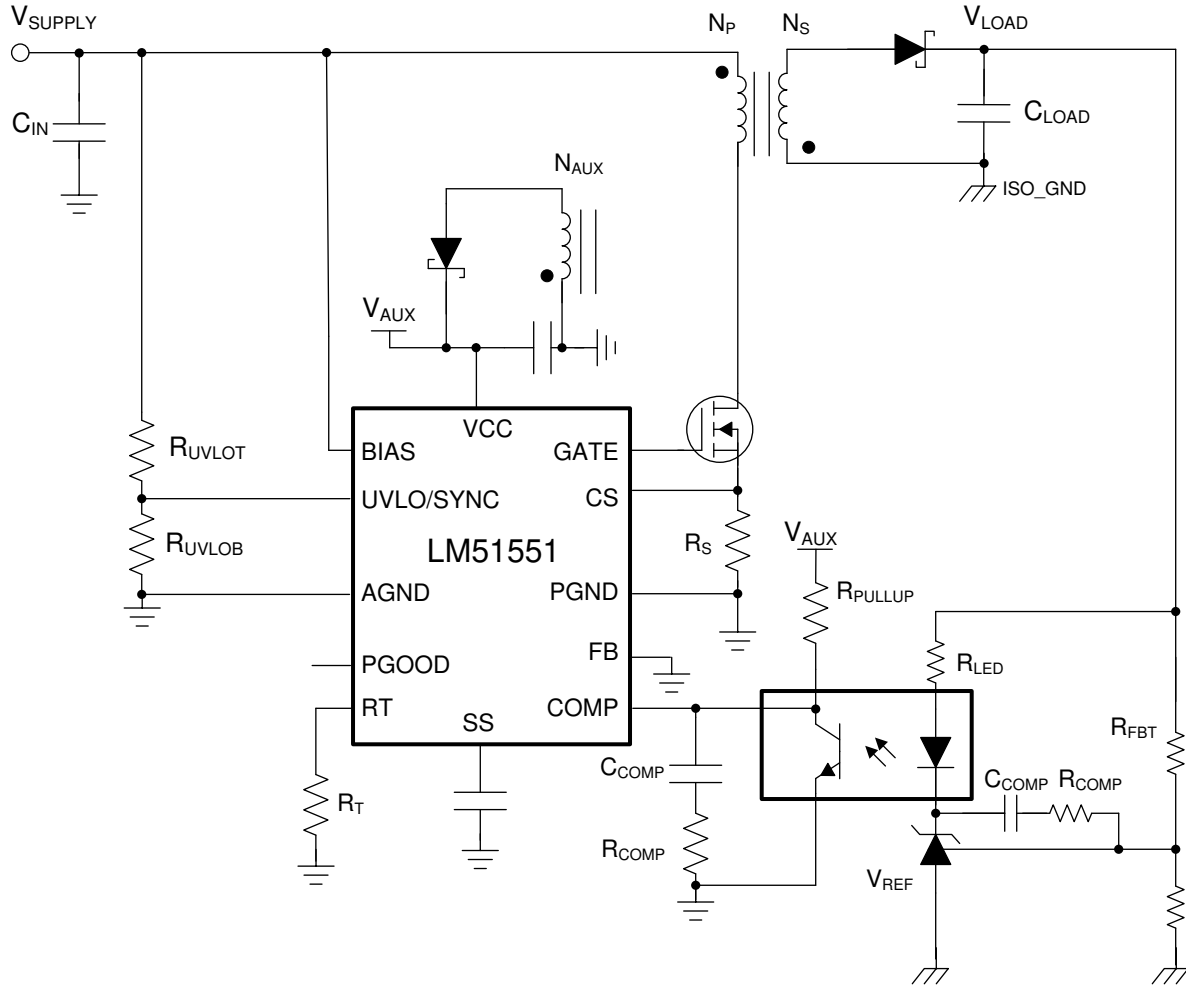 VSUPPLY
NP
NS
VLOAD
CIN
CLOAD
ISO_GND
NAUX
VAUX
VCC
RUVLOT
BIAS
GATE
UVLO/SYNC
CS
RUVLOB
LM51551
RS
VAUX
RPULLUP
AGND
PGND
FB
RLED
PGOOD
RT
SS
COMP
RFBT
CCOMP
CCOMP
RCOMP
RT
RCOMP
VREF